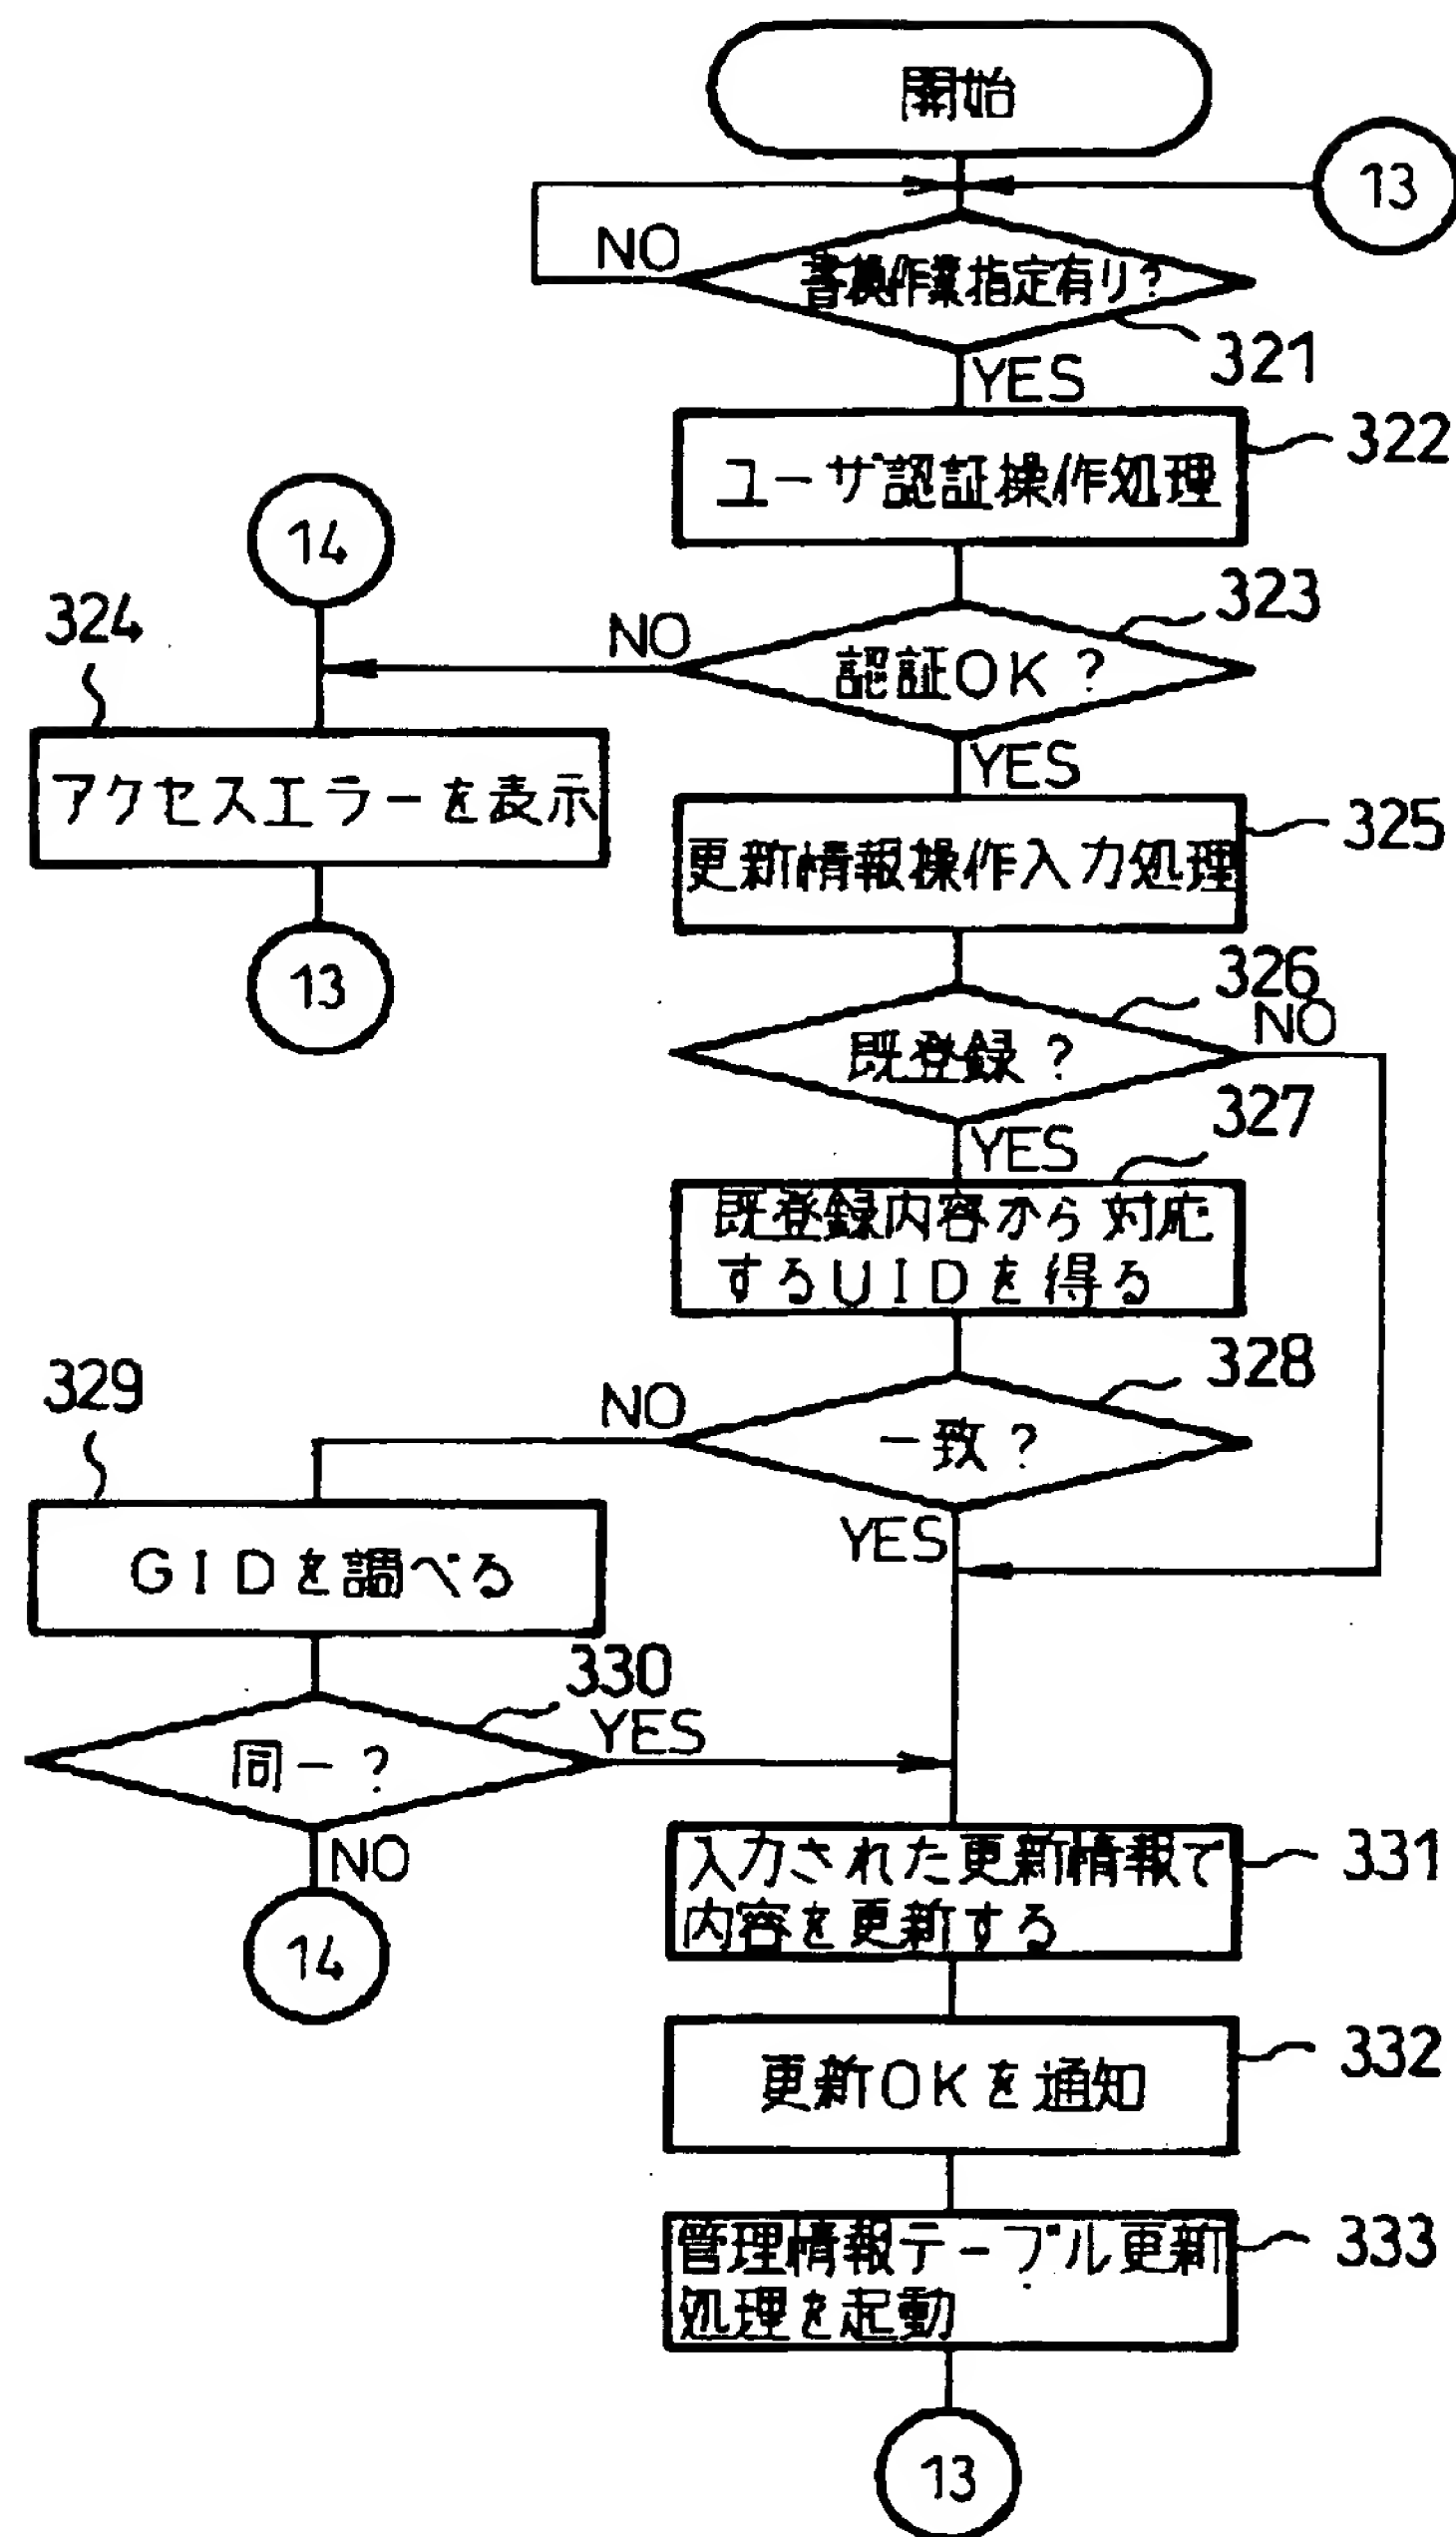 開始
13
NO
書換作業指定有り?
321
YES
322
ユーザ認証操作処理
14
323
324
NO
認証OK?
YES
アクセスエラーを表示
325
更新情報操作入力処理
13
326
NO
既登録?
327
YES
既登録内容から対応
するUIDを得る
328
329
NO
一致?
YES
GIDを調べる
330
YES
同一?
NO
331
入力された更新情報で
内容を更新する
14
332
更新OKを通知
333
管理情報テーブル更新
処理を起動
13